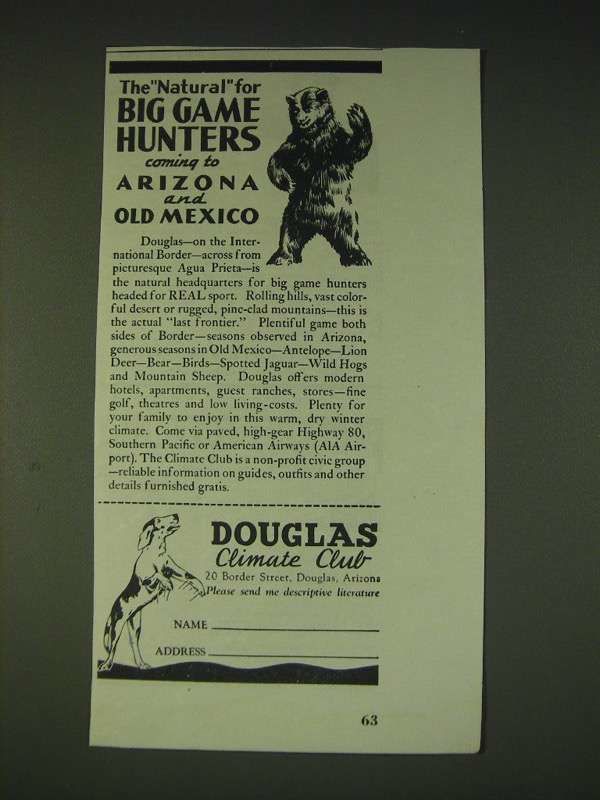 The "Natural" for
BIG GAME
HUNTERS
coming to
ARIZONA
and
OLD MEXICO
Douglas—on the Inter-
national Border—across from
picturesque Agua Prieta—is
the natural headquarters for big game hunters
headed for REAL sport. Rolling hills, vast color-
ful desert or rugged, pine-clad mountains—this is
the actual "last frontier." Plentiful game both
sides of Border—seasons observed in Arizona,
generous seasons in Old Mexico—Antelope—Lion
Deer—Bear—Birds—Spotted Jaguar—Wild Hogs
and Mountain Sheep. Douglas offers modern
hotels, apartments, guest ranches, stores—fine
golf, theatres and low living-costs. Plenty for
your family to enjoy in this warm, dry winter
climate. Come via paved, high-gear Highway 80,
Southern Pacific or American Airways (A1A Air-
port). The Climate Club is a non-profit civic group
—reliable information on guides, outfits and other
details furnished gratis.
DOUGLAS
Climate Club
20 Border Street, Douglas, Arizona
Please send me descriptive literature
NAME
ADDRESS
63